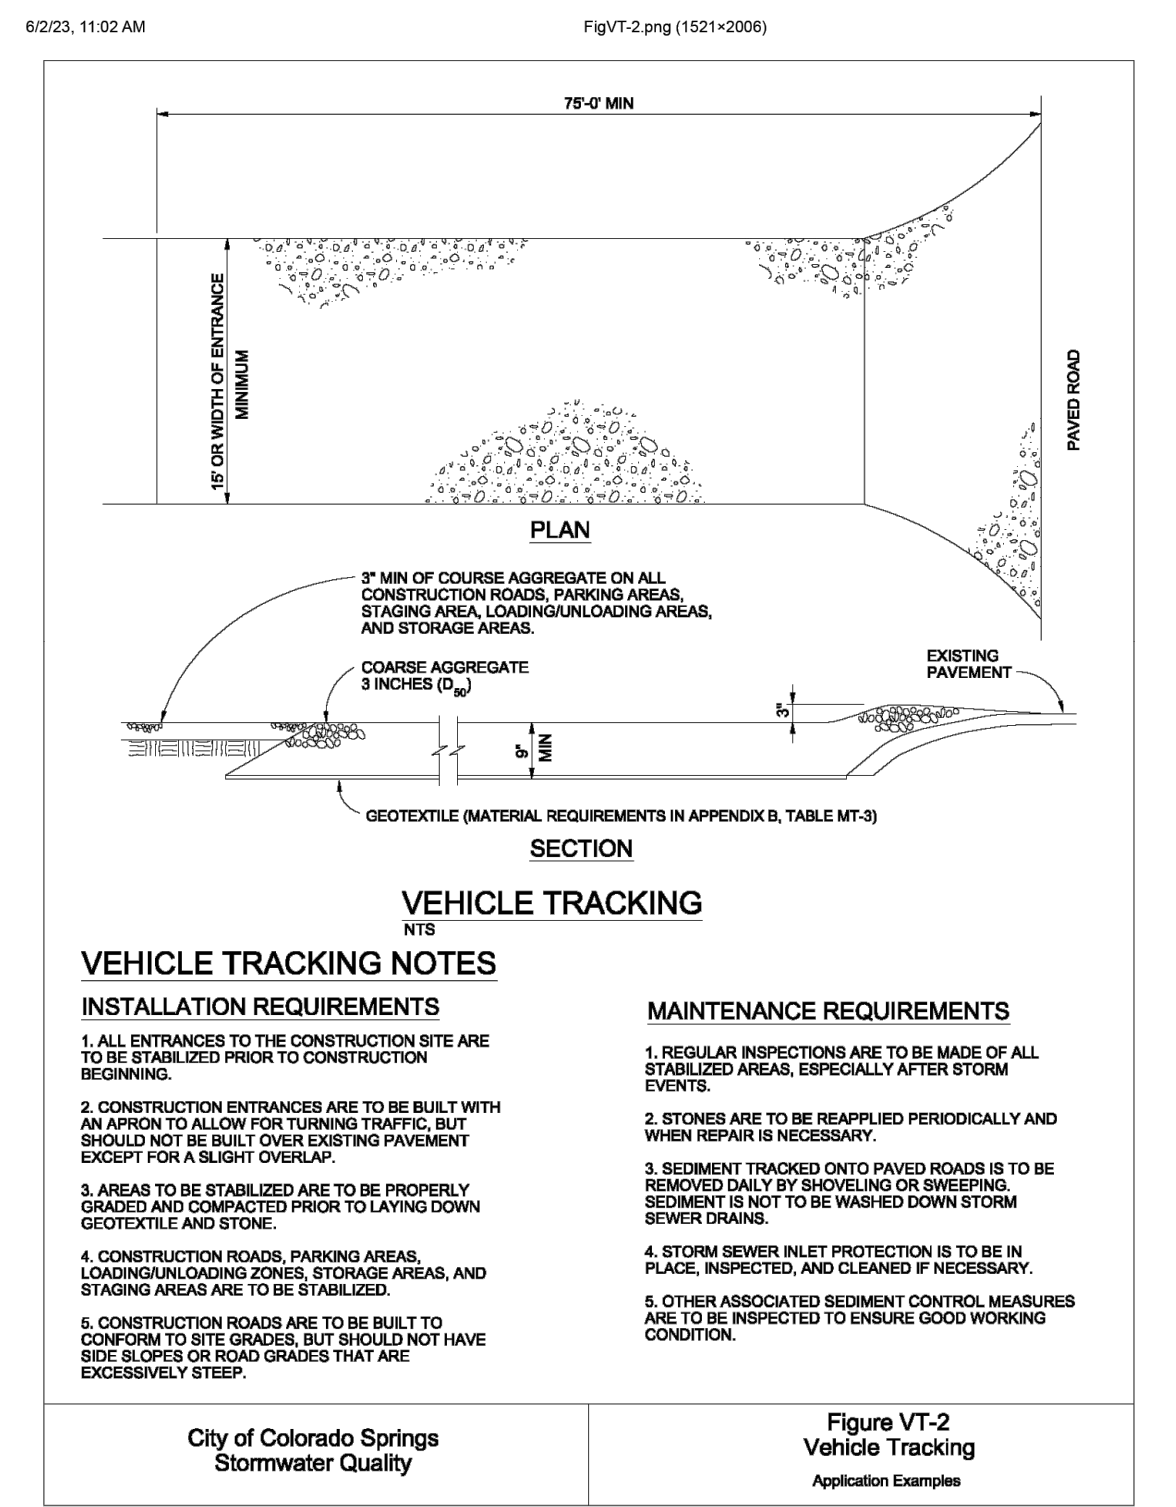 6/2/23, 11:02 AM
FigVT-2.png (1521×2006)
75'-0' MIN
15' OR WIDTH OF ENTRANCE
MINIMUM
PAVED ROAD
PLAN
3" MIN OF COURSE AGGREGATE ON ALL
CONSTRUCTION ROADS, PARKING AREAS,
STAGING AREA, LOADING/UNLOADING AREAS,
AND STORAGE AREAS.
COARSE AGGREGATE
3 INCHES (D50)
EXISTING
PAVEMENT
3"
9"
MIN
GEOTEXTILE (MATERIAL REQUIREMENTS IN APPENDIX B, TABLE MT-3)
SECTION
VEHICLE TRACKING
NTS
VEHICLE TRACKING NOTES
INSTALLATION REQUIREMENTS
1. ALL ENTRANCES TO THE CONSTRUCTION SITE ARE
TO BE STABILIZED PRIOR TO CONSTRUCTION
BEGINNING.
2. CONSTRUCTION ENTRANCES ARE TO BE BUILT WITH
AN APRON TO ALLOW FOR TURNING TRAFFIC, BUT
SHOULD NOT BE BUILT OVER EXISTING PAVEMENT
EXCEPT FOR A SLIGHT OVERLAP.
3. AREAS TO BE STABILIZED ARE TO BE PROPERLY
GRADED AND COMPACTED PRIOR TO LAYING DOWN
GEOTEXTILE AND STONE.
4. CONSTRUCTION ROADS, PARKING AREAS,
LOADING/UNLOADING ZONES, STORAGE AREAS, AND
STAGING AREAS ARE TO BE STABILIZED.
5. CONSTRUCTION ROADS ARE TO BE BUILT TO
CONFORM TO SITE GRADES, BUT SHOULD NOT HAVE
SIDE SLOPES OR ROAD GRADES THAT ARE
EXCESSIVELY STEEP.
MAINTENANCE REQUIREMENTS
1. REGULAR INSPECTIONS ARE TO BE MADE OF ALL
STABILIZED AREAS, ESPECIALLY AFTER STORM
EVENTS.
2. STONES ARE TO BE REAPPLIED PERIODICALLY AND
WHEN REPAIR IS NECESSARY.
3. SEDIMENT TRACKED ONTO PAVED ROADS IS TO BE
REMOVED DAILY BY SHOVELING OR SWEEPING.
SEDIMENT IS NOT TO BE WASHED DOWN STORM
SEWER DRAINS.
4. STORM SEWER INLET PROTECTION IS TO BE IN
PLACE, INSPECTED, AND CLEANED IF NECESSARY.
5. OTHER ASSOCIATED SEDIMENT CONTROL MEASURES
ARE TO BE INSPECTED TO ENSURE GOOD WORKING
CONDITION.
City of Colorado Springs
Stormwater Quality
Figure VT-2
Vehicle Tracking
Application Examples